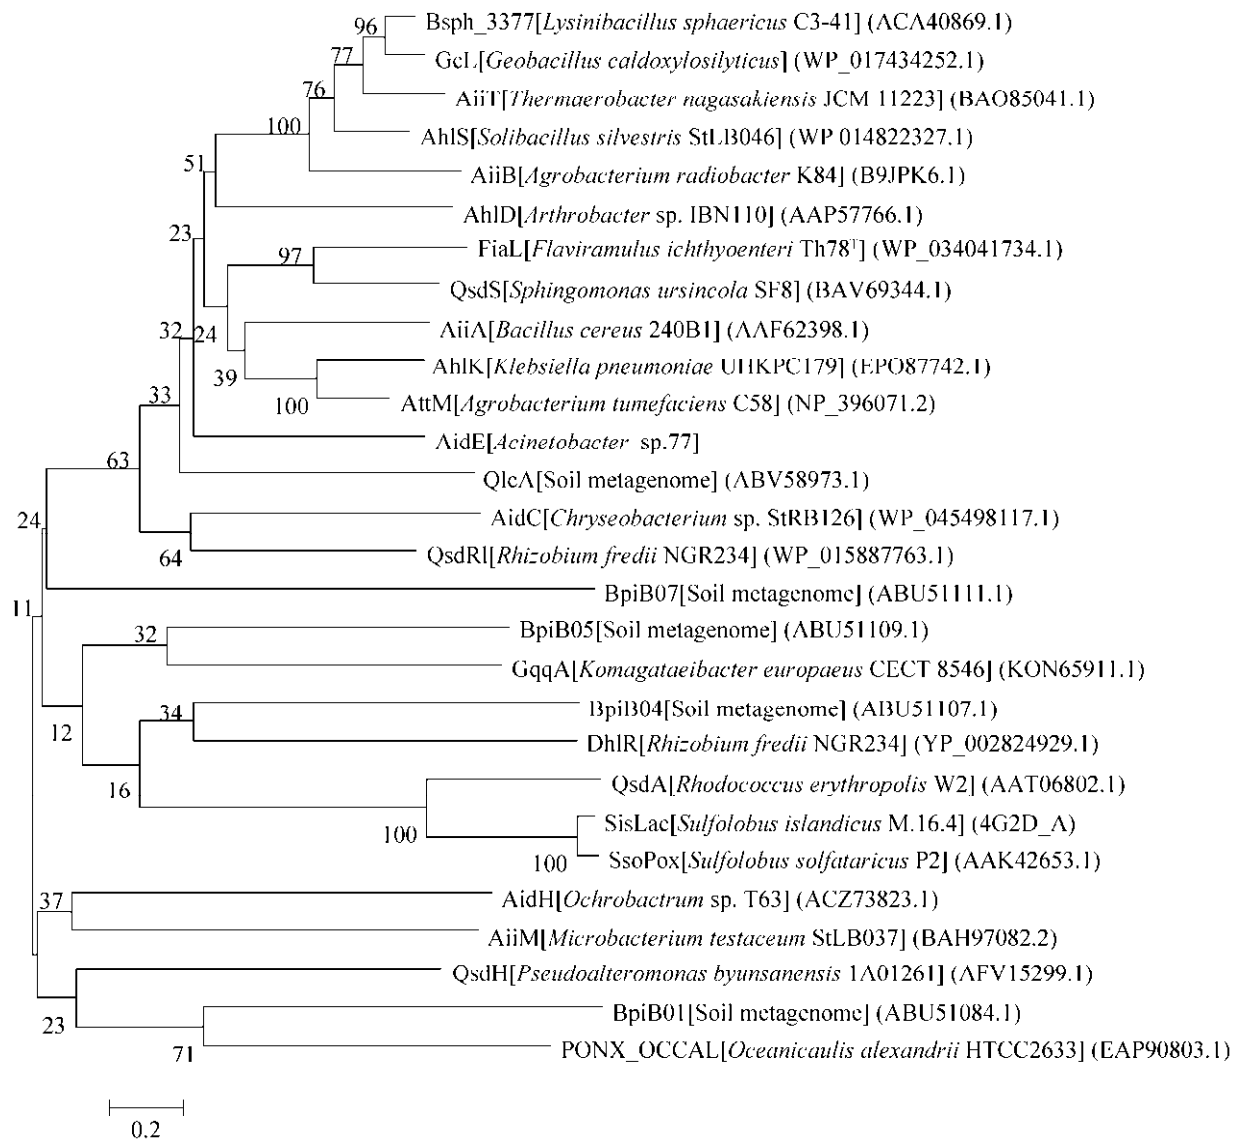 96
Bsph_3377[Lysinibacillus sphaericus C3-41] (ACA40869.1)
77
GcL[Geobacillus caldoxylosilyticus] (WP_017434252.1)
76
AiiT[Thermaerobacter nagasakiensis JCM 11223] (BAO85041.1)
100
AhlS[Solibacillus silvestris StLB046] (WP 014822327.1)
51
AiiB[Agrobacterium radiobacter K84] (B9JPK6.1)
AhlD[Arthrobacter sp. IBN110] (AAP57766.1)
23
97
FiaL[Flaviramulus ichthyoenteri Th78T] (WP_034041734.1)
QsdS[Sphingomonas ursincola SF8] (BAV69344.1)
32
24
AiiA[Bacillus cereus 240B1] (AAF62398.1)
39
AhlK[Klebsiella pneumoniae UHKPC179] (EPO87742.1)
33
100
AttM[Agrobacterium tumefaciens C58] (NP_396071.2)
AidE[Acinetobacter sp.77]
63
QlcA[Soil metagenome] (ABV58973.1)
24
AidC[Chryseobacterium sp. StRB126] (WP_045498117.1)
64
QsdR1[Rhizobium fredii NGR234] (WP_015887763.1)
11
BpiB07[Soil metagenome] (ABU51111.1)
32
BpiB05[Soil metagenome] (ABU51109.1)
GqqA[Komagataeibacter europaeus CECT 8546] (KON65911.1)
12
34
BpiB04[Soil metagenome] (ABU51107.1)
DhlR[Rhizobium fredii NGR234] (YP_002824929.1)
16
QsdA[Rhodococcus erythropolis W2] (AAT06802.1)
100
SisLac[Sulfolobus islandicus M.16.4] (4G2D_A)
100
SsoPox[Sulfolobus solfataricus P2] (AAK42653.1)
37
AidH[Ochrobactrum sp. T63] (ACZ73823.1)
AiiM[Microbacterium testaceum StLB037] (BAH97082.2)
QsdH[Pseudoalteromonas byunsanensis 1A01261] (AFV15299.1)
23
BpiB01[Soil metagenome] (ABU51084.1)
71
PONX_OCCAL[Oceanicaulis alexandrii HTCC2633] (EAP90803.1)
0.2